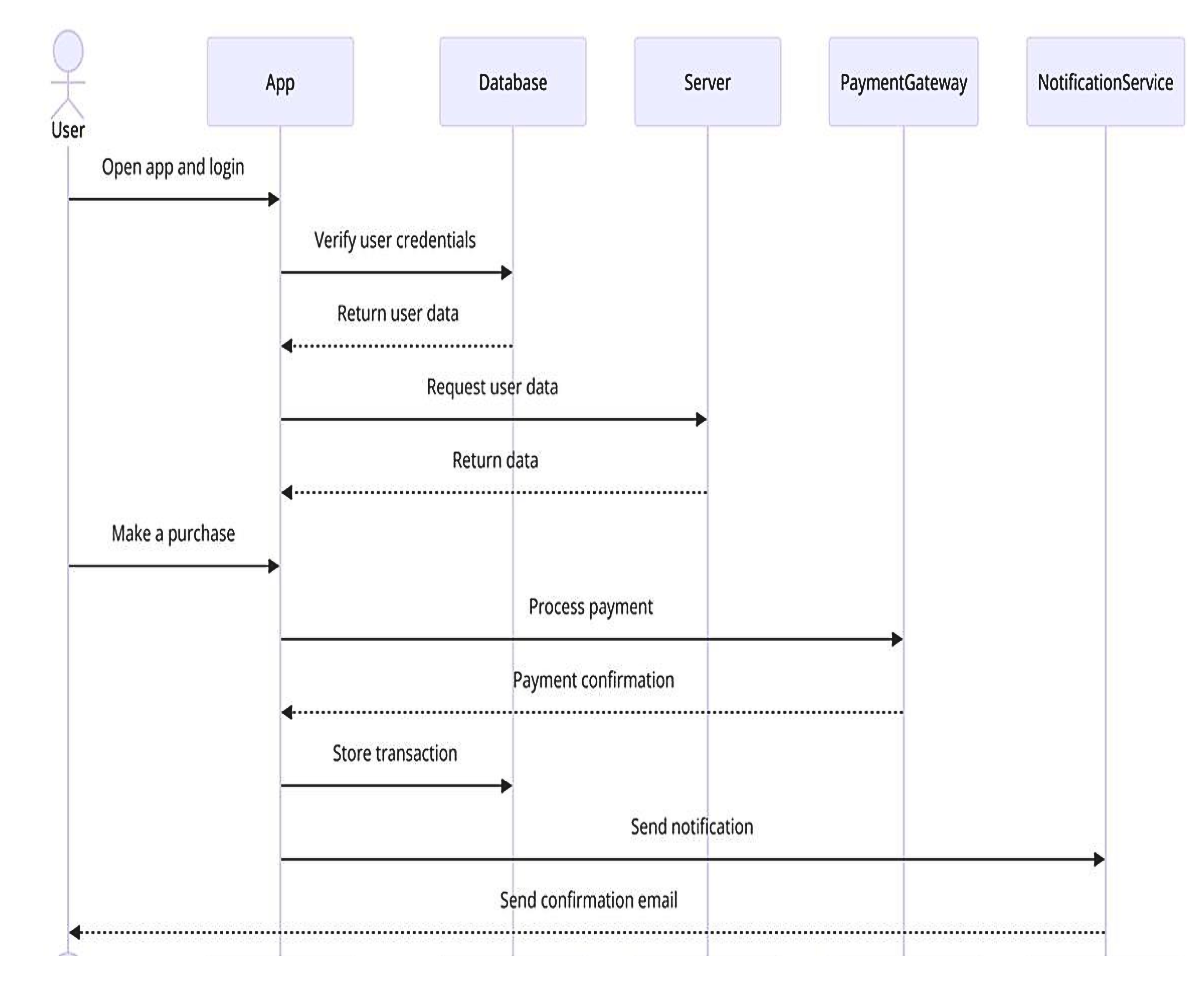 App
Database
Server
PaymentGateway
NotificationService
User
Open app and login
Verify user credentials
Return user data
Request user data
Return data
Make a purchase
Process payment
Payment confirmation
Store transaction
Send notification
Send confirmation email